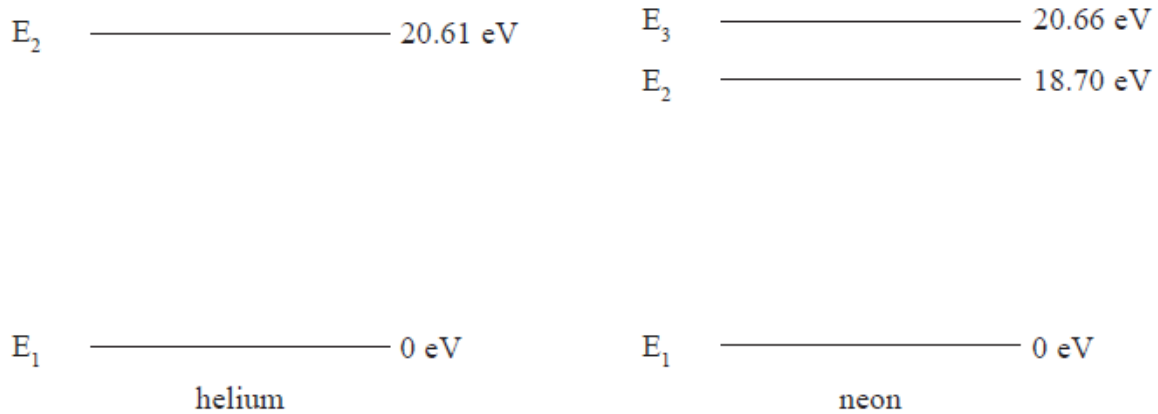 E₂ 20.61 eV
E₁ 0 eV
helium
E₃ 20.66 eV
E₂ 18.70 eV
E₁ 0 eV
neon